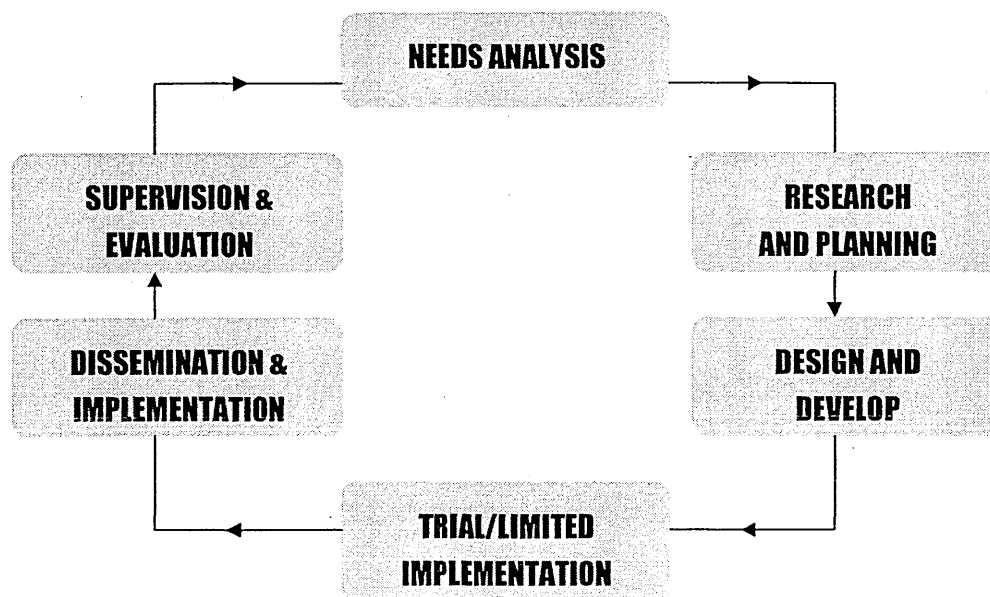 NEEDS ANALYSIS
RESEARCH
AND PLANNING
DESIGN AND
DEVELOP
TRIAL/LIMITED
IMPLEMENTATION
DISSEMINATION &
IMPLEMENTATION
SUPERVISION &
EVALUATION